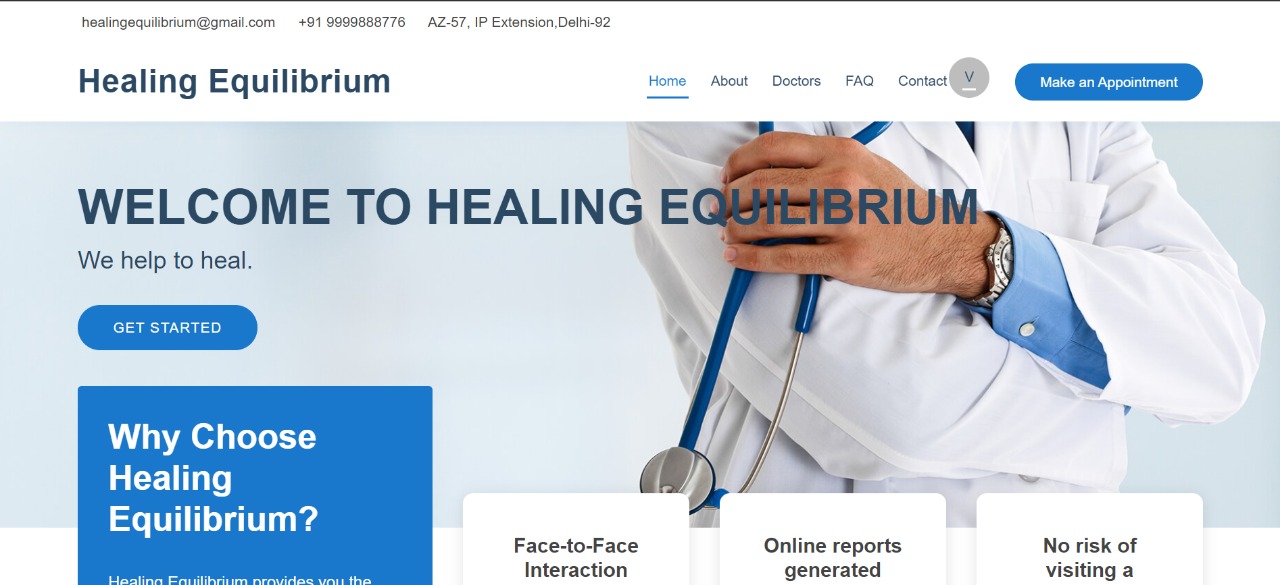 healingequilibrium@gmail.com +91 9999888776 AZ-57, IP Extension,Delhi-92
Healing Equilibrium
Home About Doctors FAQ Contact V Make an Appointment
WELCOME TO HEALING EQUILIBRIUM
We help to heal.
GET STARTED
Why Choose
Healing
Equilibrium?
Healing Equilibrium provides you the
Face-to-Face
Interaction
Online reports
generated
No risk of
visiting a